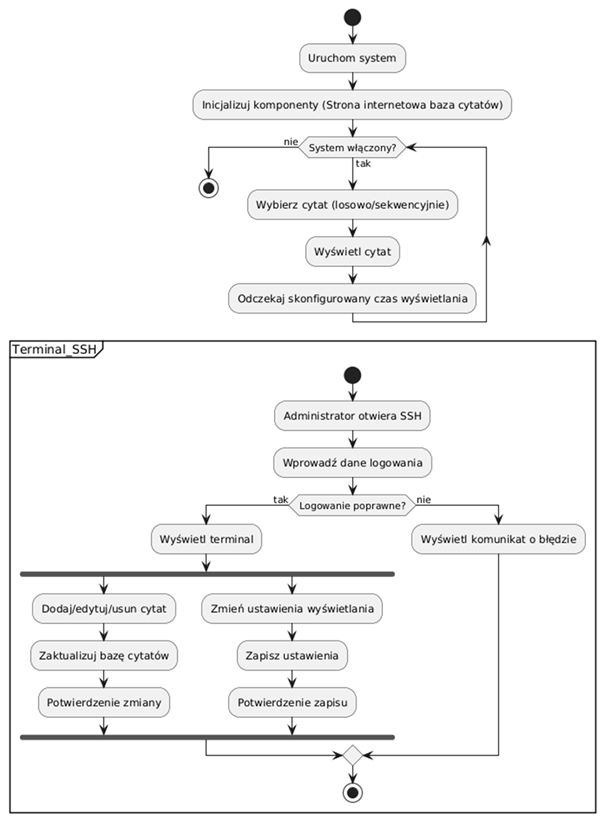 Uruchom system
Inicjalizuj komponenty (Strona internetowa baza cytatów)
nie
System włączony?
tak
Wybierz cytat (losowo/sekwencyjnie)
Wyświetl cytat
Odczekaj skonfigurowany czas wyświetlania
Terminal_SSH
Administrator otwiera SSH
Wprowadź dane logowania
tak
Logowanie poprawne?
nie
Wyświetl terminal
Wyświetl komunikat o błędzie
Dodaj/edytuj/usun cytat
Zmień ustawienia wyświetlania
Zaktualizuj bazę cytatów
Zapisz ustawienia
Potwierdzenie zmiany
Potwierdzenie zapisu